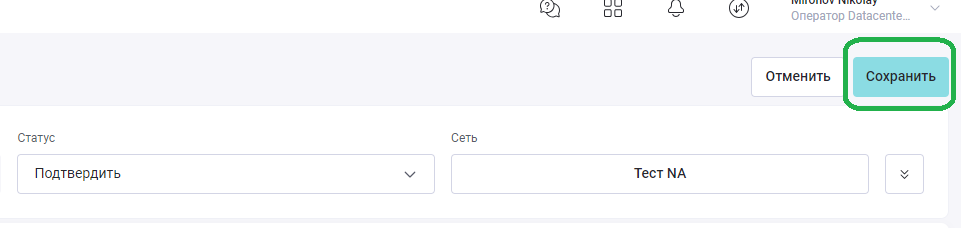 Mironov Nikolay
Оператор Datacente...
Отменить
Сохранить
Статус
Сеть
Подтвердить
Тест NA